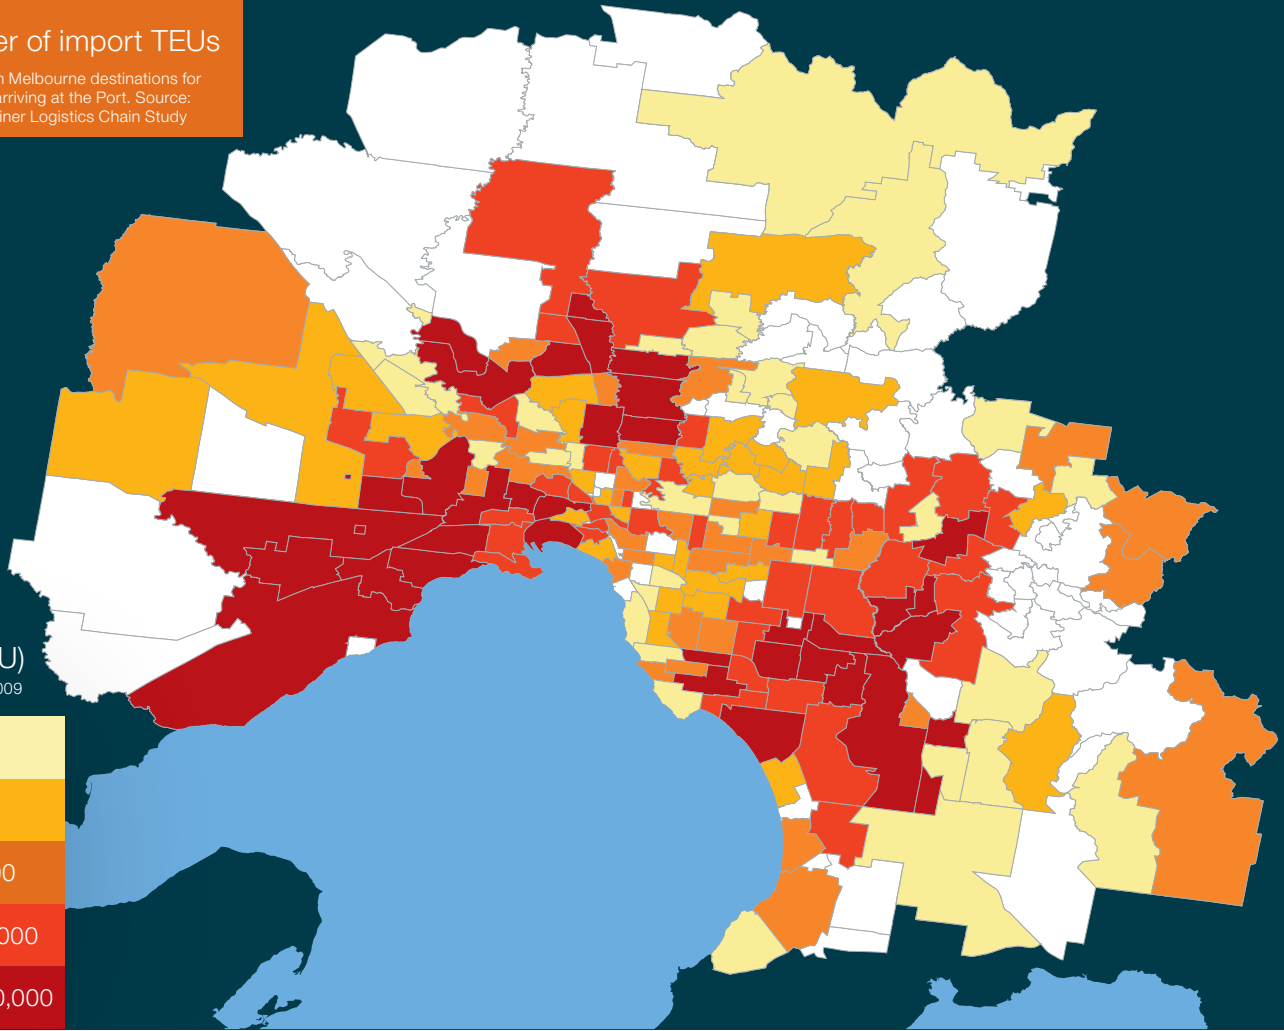 er of import TEUs
n Melbourne destinations for
arriving at the Port. Source:
iner Logistics Chain Study
U)
009
00
000
0,000